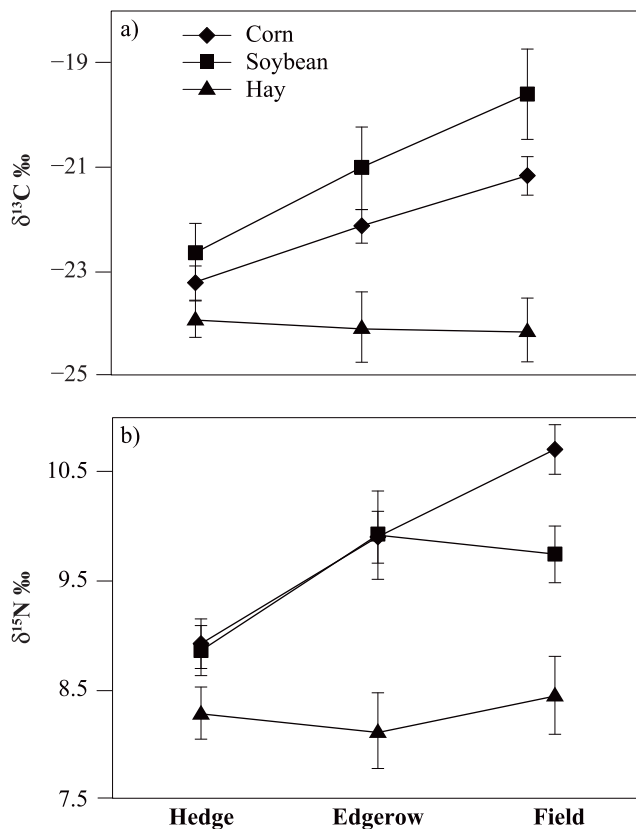 a)
Corn
Soybean
Hay
−19
−21
−23
−25
δ¹³C ‰
b)
10.5
9.5
8.5
7.5
δ¹⁵N ‰
Hedge Edgerow Field